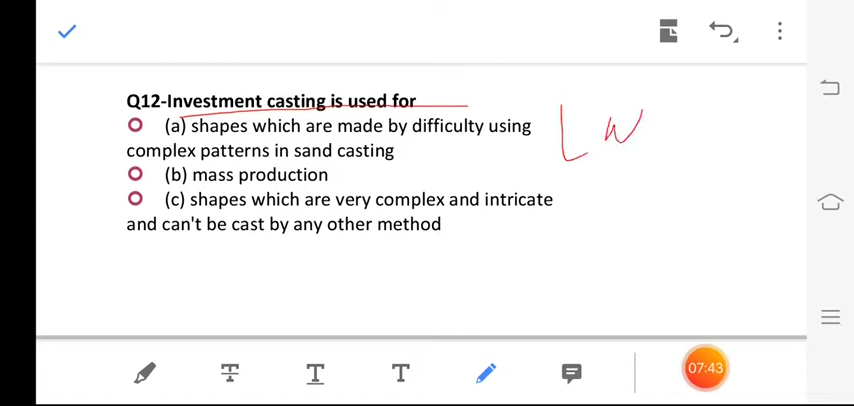 Q12-Investment casting is used for
(a) shapes which are made by difficulty using
complex patterns in sand casting
(b) mass production
(c) shapes which are very complex and intricate
and can't be cast by any other method
L W
T T T
07:43